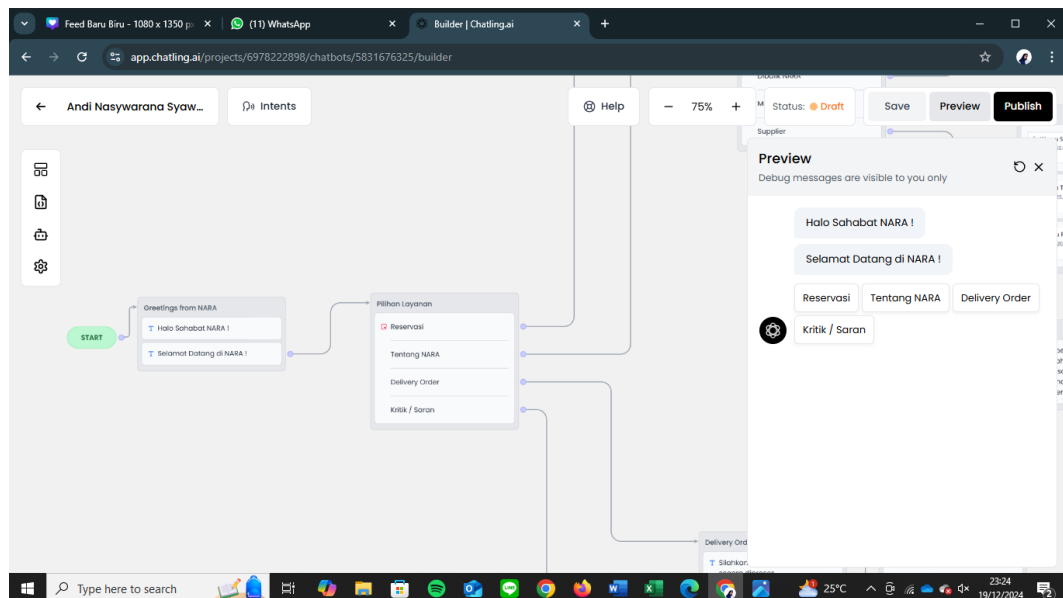 Feed Baru Biru - 1080 x 1350 p
(11) WhatsApp
Builder | Chatling.ai
app.chatling.ai/projects/6978222898/chatbots/5831676325/builder
Andi Nasywarana Syaw...
Intents
Help
75%
Status: Draft
Save
Preview
Publish
Supplier
Preview
Debug messages are visible to you only
Halo Sahabat NARA !
Selamat Datang di NARA !
Reservasi
Tentang NARA
Delivery Order
Kritik / Saran
START
Greetings from NARA
T Halo Sahabat NARA !
T Selamat Datang di NARA !
Pilihan Layanan
Reservasi
Tentang NARA
Delivery Order
Kritik / Saran
Delivery Ord
T Silahkan
Type here to search
25°C
23:24
19/12/2024